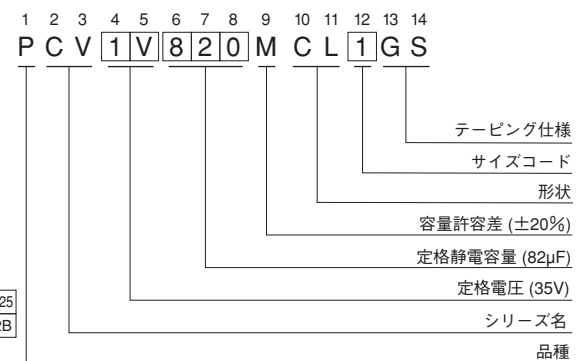 1 2 3 4 5 6 7 8 9 10 11 12 13 14
P C V 1 V 8 2 0 M C L 1 G S
テーピング仕様
サイズコード
形状
容量許容差 (±20%)
定格静電容量 (82µF)
定格電圧 (35V)
25
シリーズ名
2B
品種